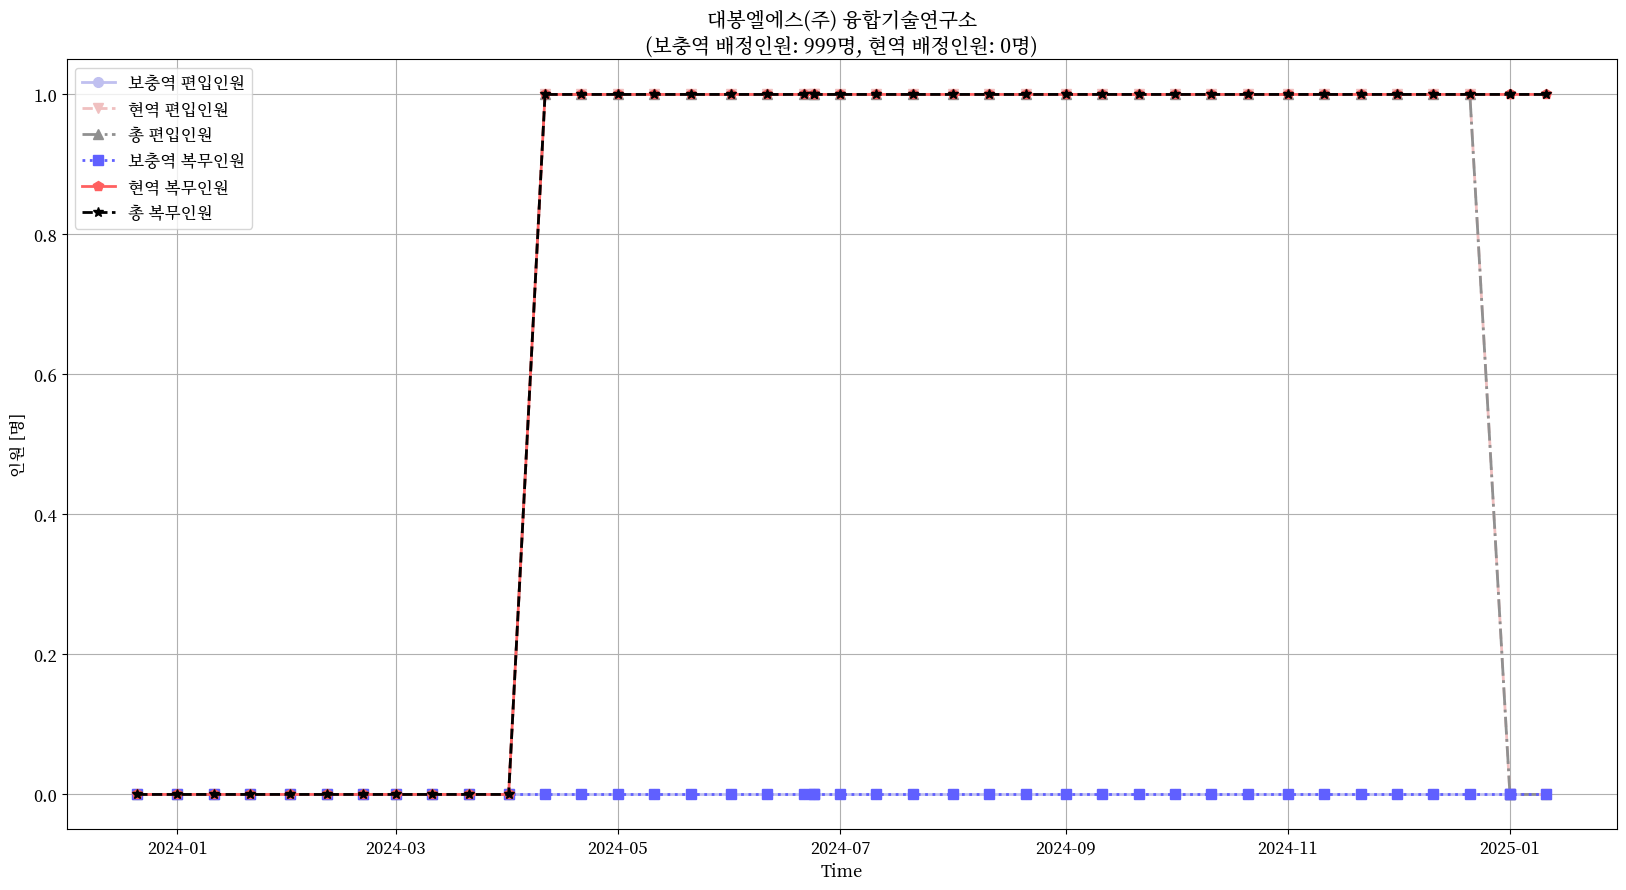 대봉엘에스(주) 융합기술연구소
(보충역 배정인원: 999명, 현역 배정인원: 0명)
보충역 편입인원
현역 편입인원
총 편입인원
보충역 복무인원
현역 복무인원
총 복무인원
인원 [명]
1.0
0.8
0.6
0.4
0.2
0.0
2024-01
2024-03
2024-05
2024-07
2024-09
2024-11
2025-01
Time